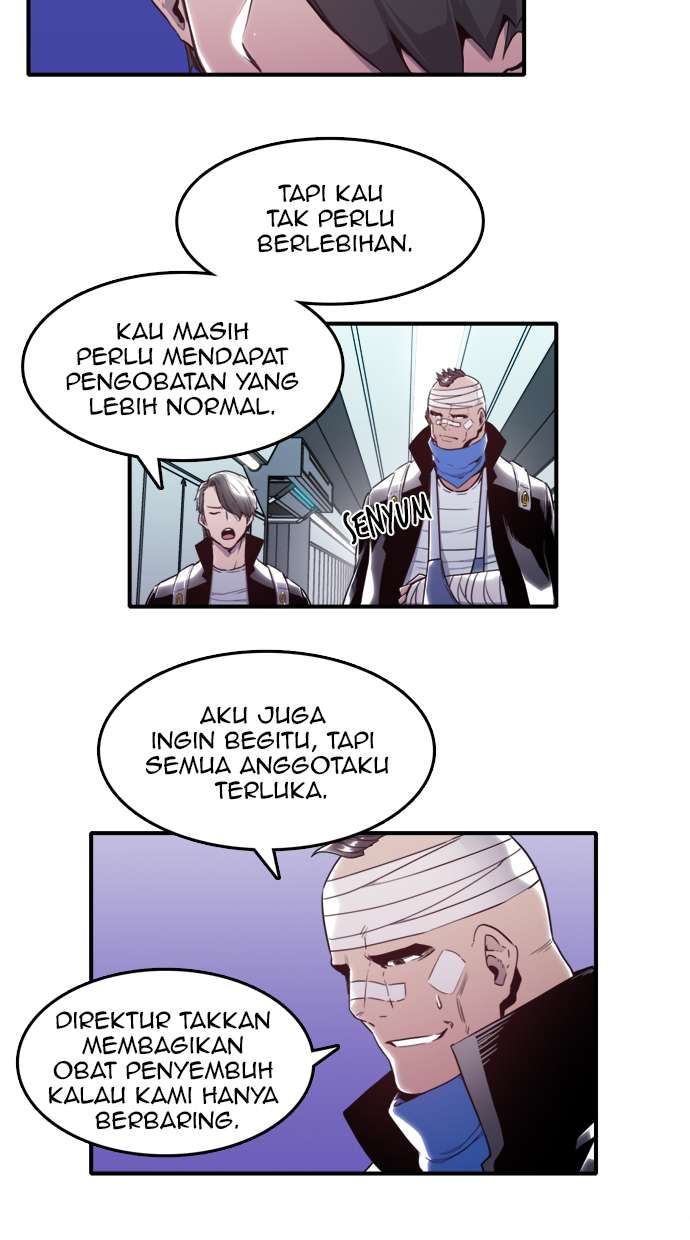 TAPI KAU
TAK PERLU
BERLEBIHAN.
KAU MASIH
PERLU MENDAPAT
PENGOBATAN YANG
LEBIH NORMAL.
SENYUM
AKU JUGA
INGIN BEGITU, TAPI
SEMUA ANGGOTAKU
TERLUKA.
DIREKTUR TAKKAN
MEMBAGIKAN
OBAT PENYEMBUH
KALAU KAMI HANYA
BERBARING.